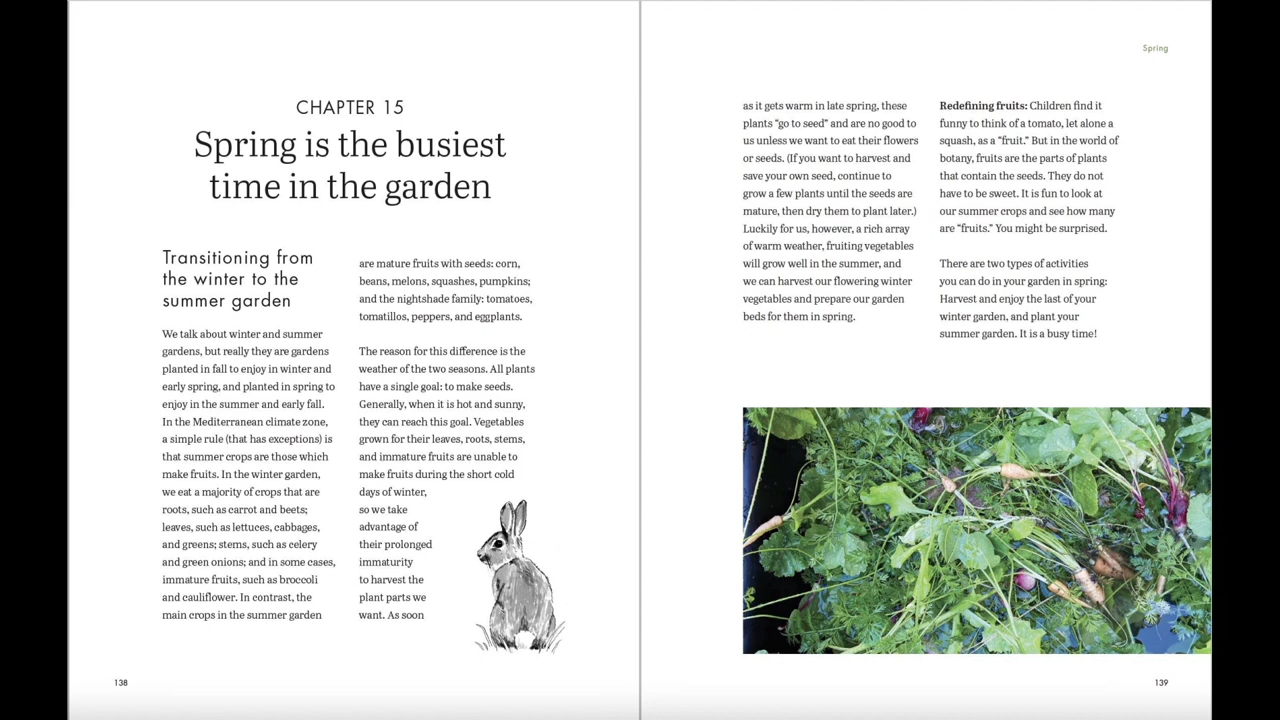 CHAPTER 15
Spring is the busiest
time in the garden
Transitioning from
the winter to the
summer garden
We talk about winter and summer
gardens, but really they are gardens
planted in fall to enjoy in winter and
early spring, and planted in spring to
enjoy in the summer and early fall.
In the Mediterranean climate zone,
a simple rule (that has exceptions) is
that summer crops are those which
make fruits. In the winter garden,
we eat a majority of crops that are
roots, such as carrot and beets;
leaves, such as lettuces, cabbages,
and greens; stems, such as celery
and green onions; and in some cases,
immature fruits, such as broccoli
and cauliflower. In contrast, the
main crops in the summer garden
are mature fruits with seeds: corn,
beans, melons, squashes, pumpkins;
and the nightshade family: tomatoes,
tomatillos, peppers, and eggplants.
The reason for this difference is the
weather of the two seasons. All plants
have a single goal: to make seeds.
Generally, when it is hot and sunny,
they can reach this goal. Vegetables
grown for their leaves, roots, stems,
and immature fruits are unable to
make fruits during the short cold
days of winter,
so we take
advantage of
their prolonged
immaturity
to harvest the
plant parts we
want. As soon
138
Spring
as it gets warm in late spring, these
plants "go to seed" and are no good to
us unless we want to eat their flowers
or seeds. (If you want to harvest and
save your own seed, continue to
grow a few plants until the seeds are
mature, then dry them to plant later.)
Luckily for us, however, a rich array
of warm weather, fruiting vegetables
will grow well in the summer, and
we can harvest our flowering winter
vegetables and prepare our garden
beds for them in spring.
Redefining fruits: Children find it
funny to think of a tomato, let alone a
squash, as a "fruit." But in the world of
botany, fruits are the parts of plants
that contain the seeds. They do not
have to be sweet. It is fun to look at
our summer crops and see how many
are "fruits." You might be surprised.
There are two types of activities
you can do in your garden in spring:
Harvest and enjoy the last of your
winter garden, and plant your
summer garden. It is a busy time!
139